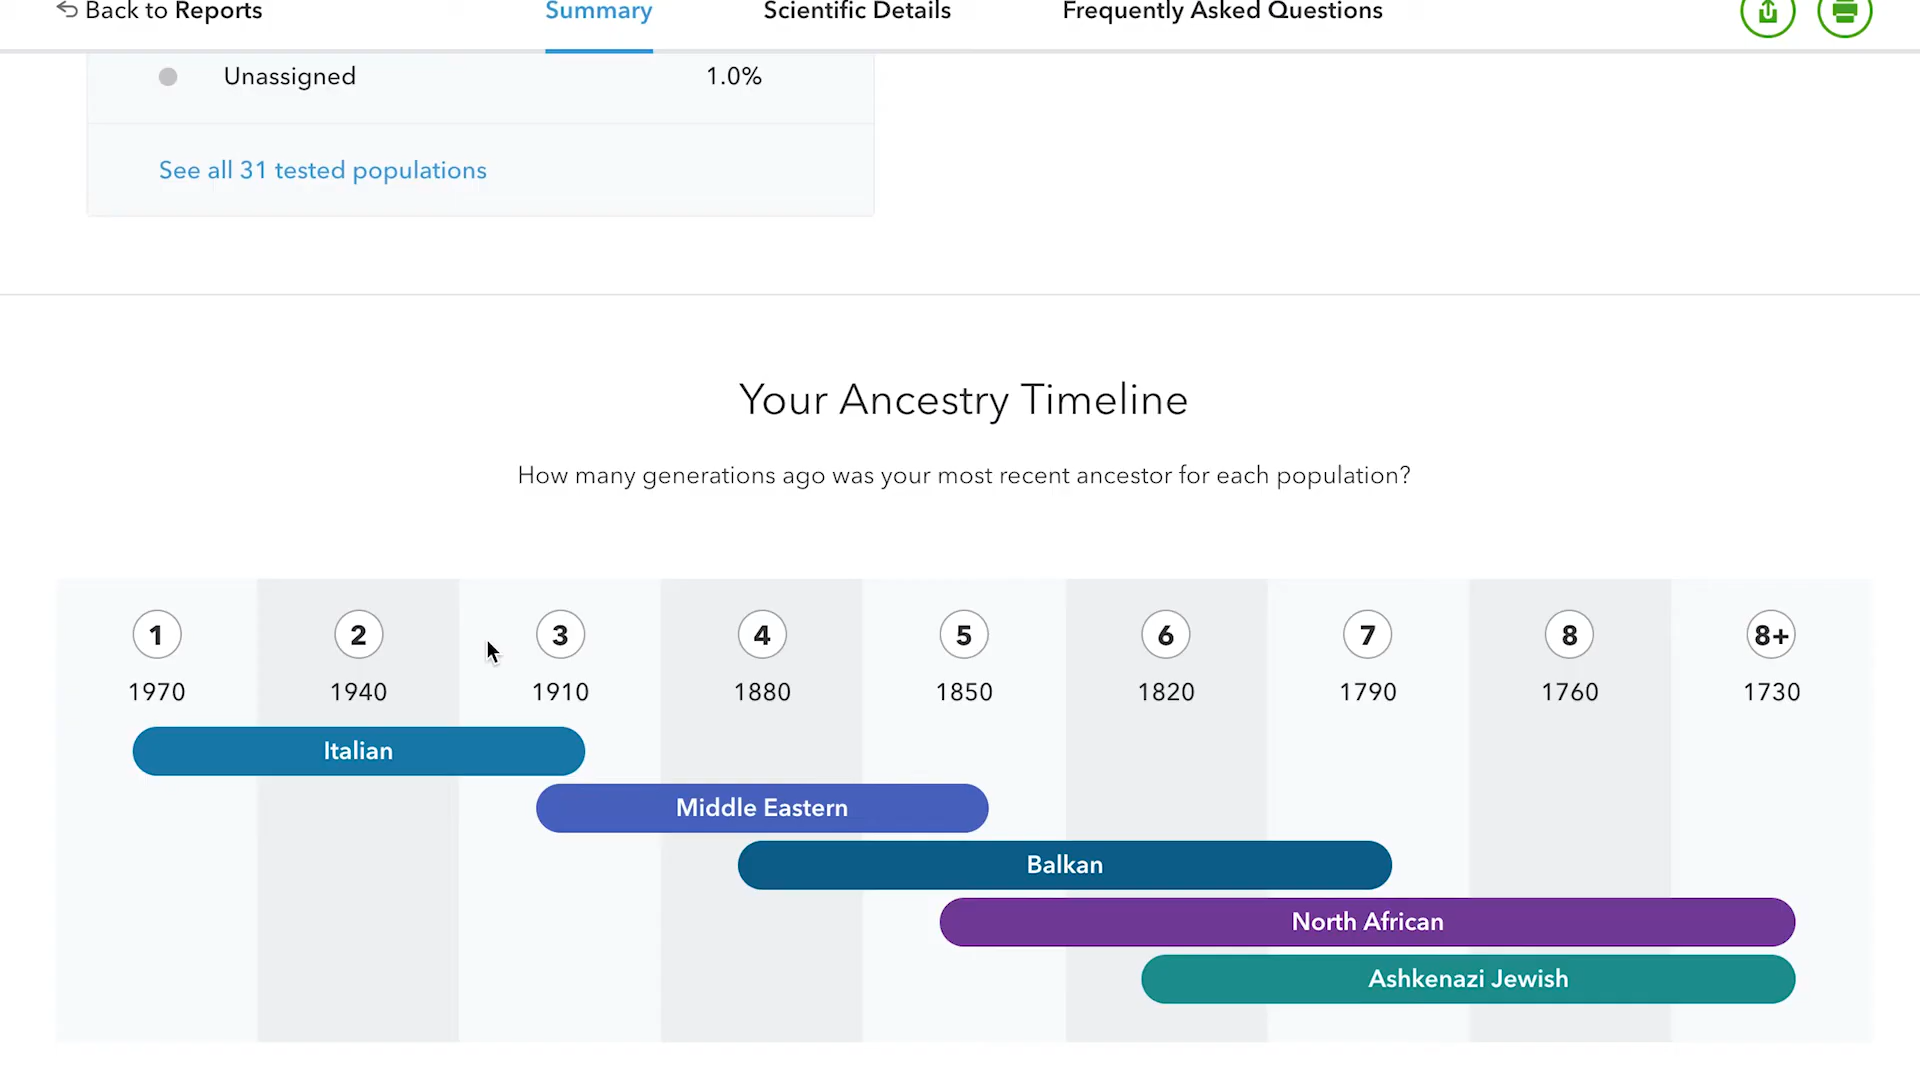 Back to Reports
Summary
Scientific Details
Frequently Asked Questions
Unassigned 1.0%
See all 31 tested populations
Your Ancestry Timeline
How many generations ago was your most recent ancestor for each population?
1 2 3 4 5 6 7 8 8+
1970 1940 1910 1880 1850 1820 1790 1760 1730
Italian
Middle Eastern
Balkan
North African
Ashkenazi Jewish